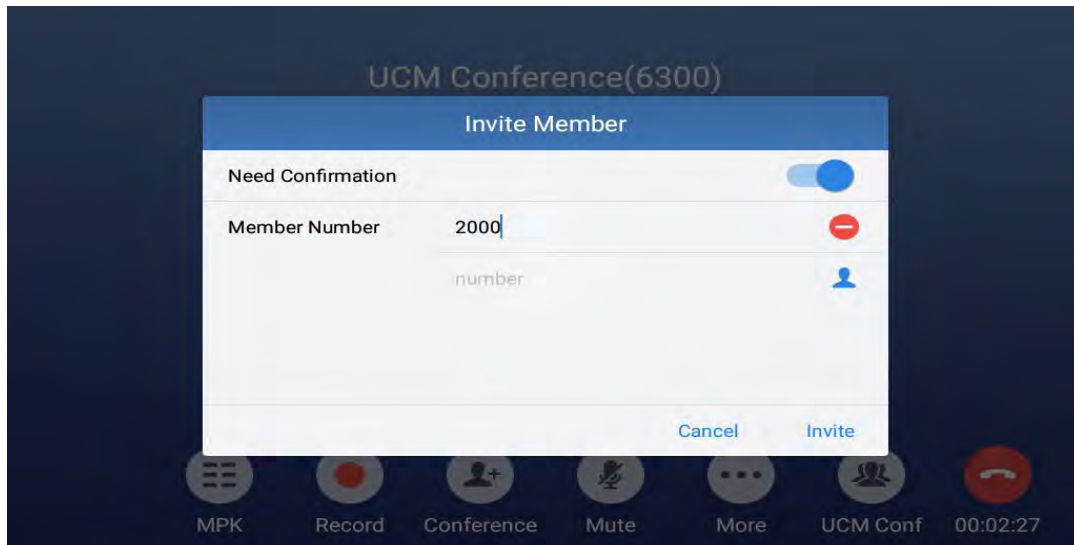 UCM Conference(6300)
Invite Member
Need Confirmation
Member Number 2000
number
Cancel Invite
MPK Record Conference Mute More UCM Conf 00:02:27